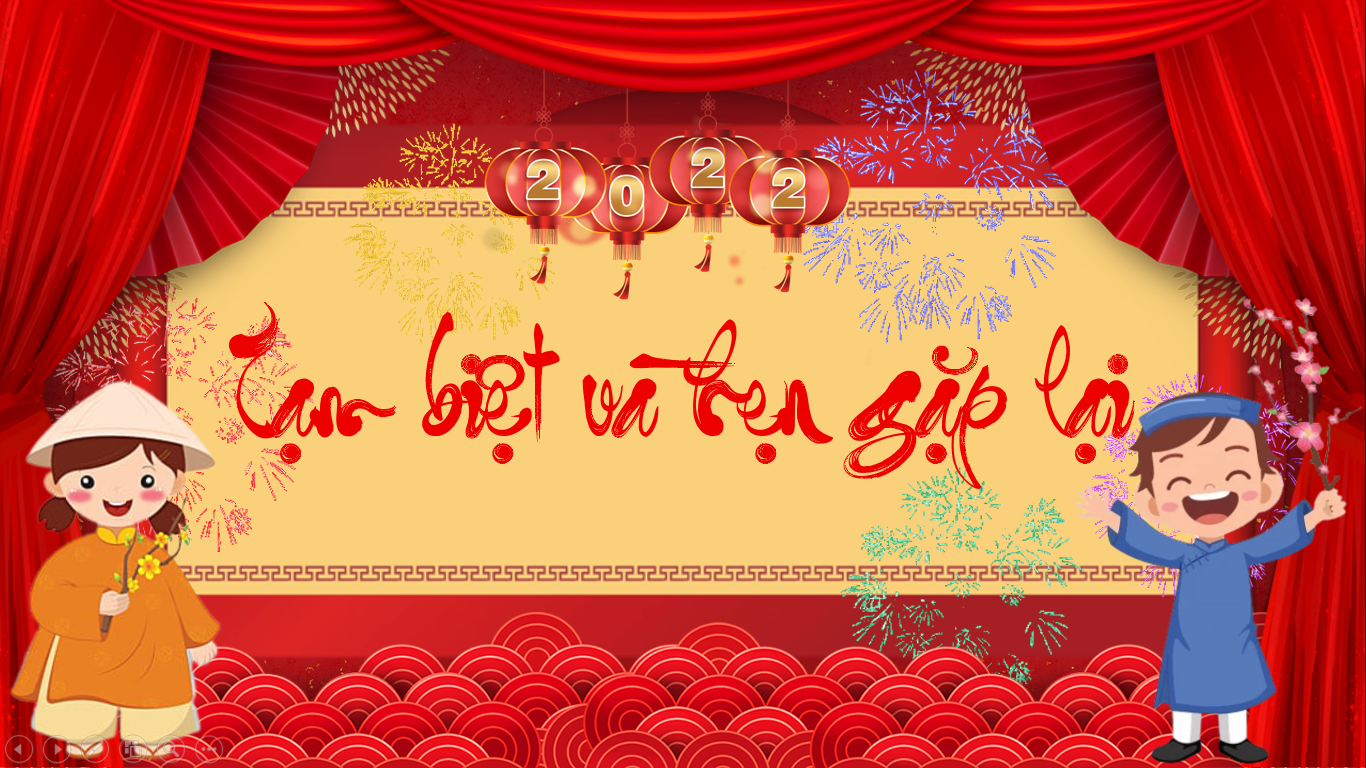 2022
Tạm biệt và hẹn gặp lại